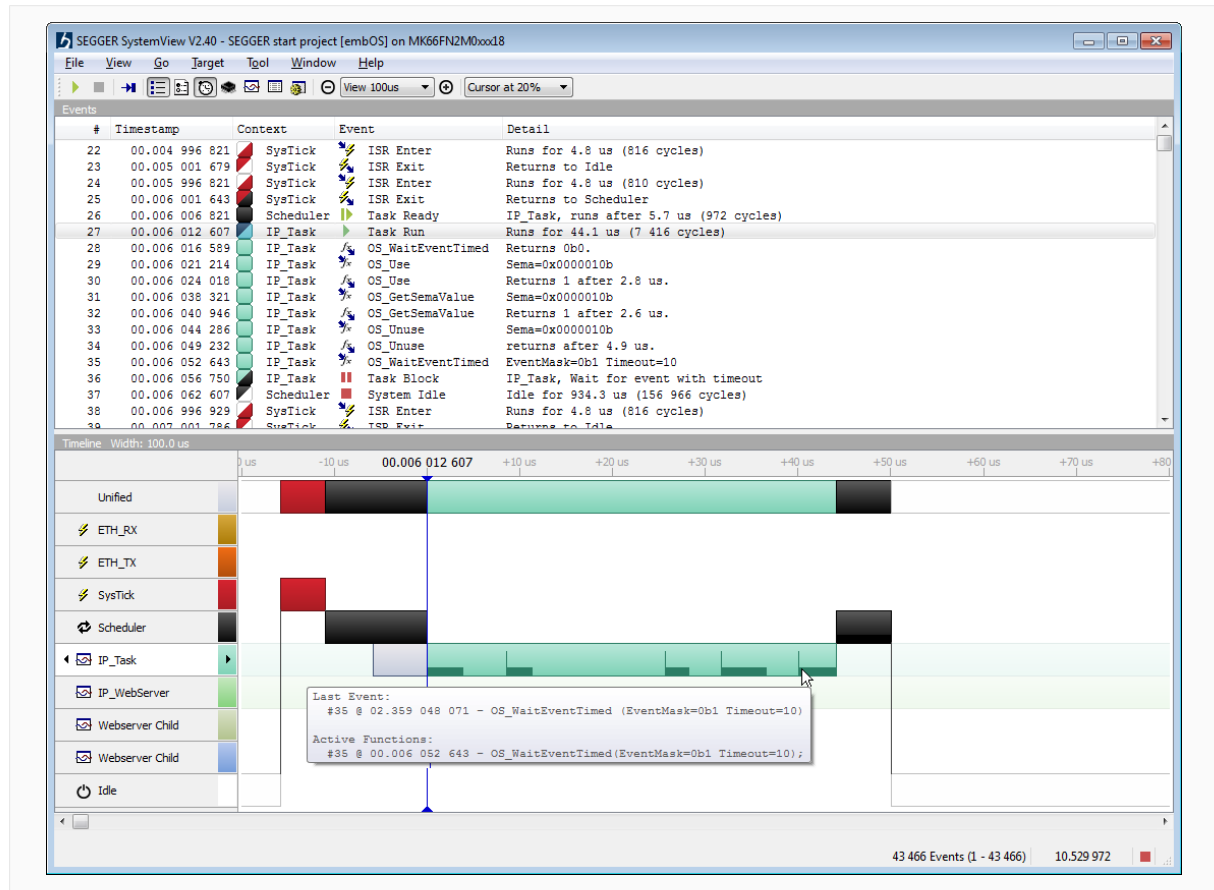 SEGGER SystemView V2.40 - SEGGER start project [embOS] on MK66FN2M0xxx18
File View Go Target Tool Window Help
View 100us Cursor at 20%
Events
# Timestamp Context Event Detail
22 00.004 996 821 SysTick ISR Enter Runs for 4.8 us (816 cycles)
23 00.005 001 679 SysTick ISR Exit Returns to Idle
24 00.005 996 821 SysTick ISR Enter Runs for 4.8 us (810 cycles)
25 00.006 001 643 SysTick ISR Exit Returns to Scheduler
26 00.006 006 821 Scheduler Task Ready IP_Task, runs after 5.7 us (972 cycles)
27 00.006 012 607 IP_Task Task Run Runs for 44.1 us (7 416 cycles)
28 00.006 016 589 IP_Task OS_WaitEventTimed Returns 0b0.
29 00.006 021 214 IP_Task OS_Use Sema=0x0000010b
30 00.006 024 018 IP_Task OS_Use Returns 1 after 2.8 us.
31 00.006 038 321 IP_Task OS_GetSemaValue Sema=0x0000010b
32 00.006 040 946 IP_Task OS_GetSemaValue Returns 1 after 2.6 us.
33 00.006 044 286 IP_Task OS_Unuse Sema=0x0000010b
34 00.006 049 232 IP_Task OS_Unuse returns after 4.9 us.
35 00.006 052 643 IP_Task OS_WaitEventTimed EventMask=0b1 Timeout=10
36 00.006 056 750 IP_Task Task Block IP_Task, Wait for event with timeout
37 00.006 062 607 Scheduler System Idle Idle for 934.3 us (156 966 cycles)
38 00.006 996 929 SysTick ISR Enter Runs for 4.8 us (816 cycles)
39 00.007 001 786 SysTick ISR Exit Returns to Idle
Timeline Width: 100.0 us
0 us -10 us 00.006 012 607 +10 us +20 us +30 us +40 us +50 us +60 us +70 us +80
Unified
ETH_RX
ETH_TX
SysTick
Scheduler
IP_Task
IP_WebServer
Last Event:
#35 @ 02.359 048 071 - OS_WaitEventTimed (EventMask=0b1 Timeout=10)
Webserver Child
Active Functions:
#35 @ 00.006 052 643 - OS_WaitEventTimed(EventMask=0b1 Timeout=10);
Webserver Child
Idle
43 466 Events (1 - 43 466) 10.529 972